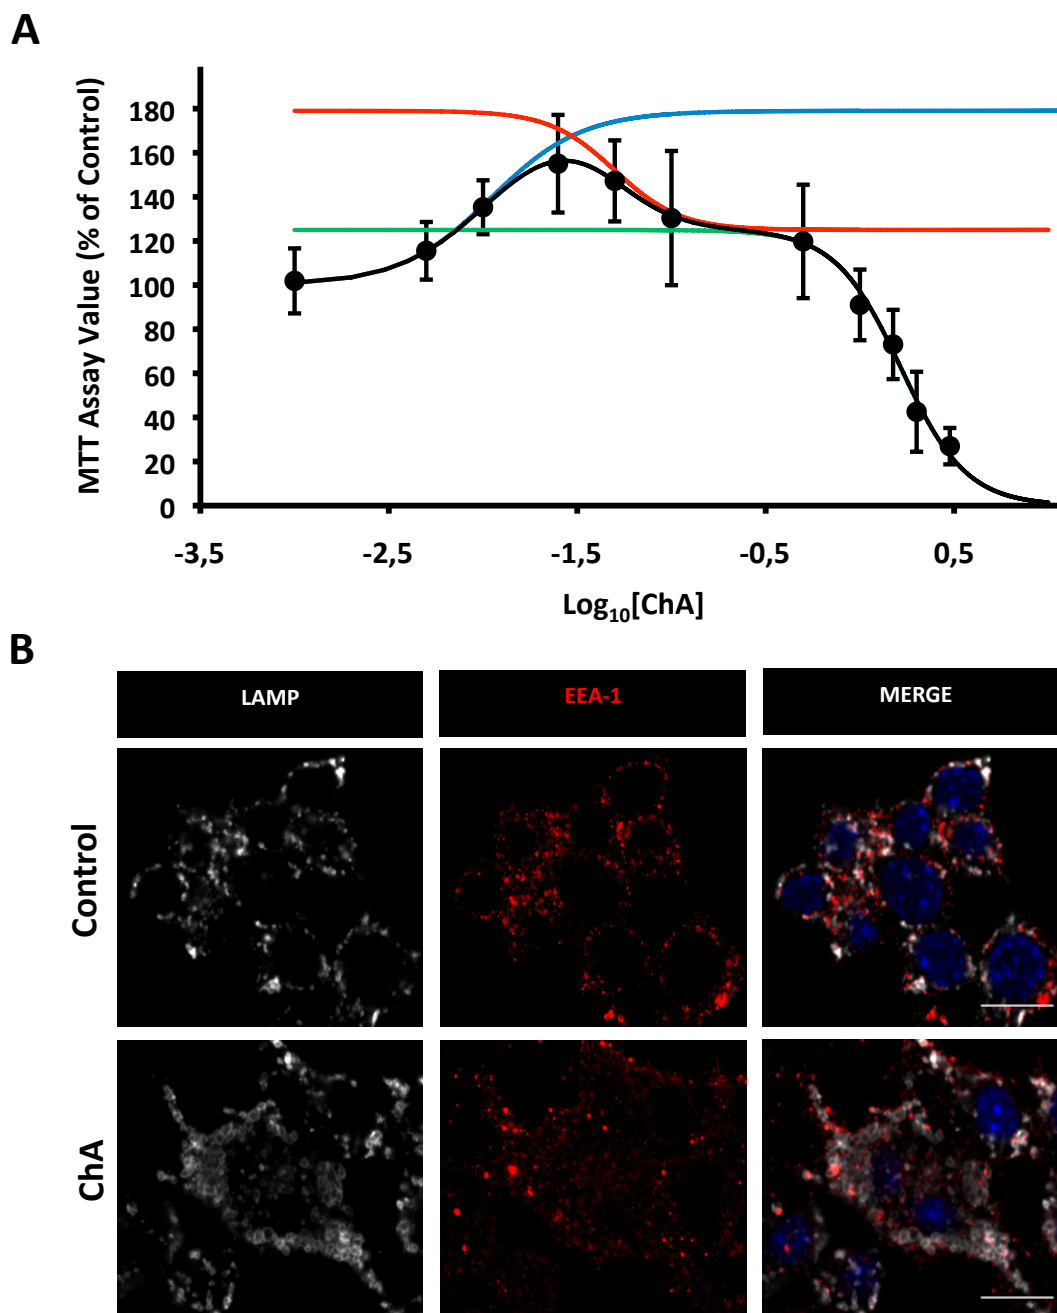 A
MTT Assay Value (% of Control)
180
160
140
120
100
80
60
40
20
0
-3,5 -2,5 -1,5 -0,5 0,5
Log₁₀[ChA]
B
LAMP EEA-1 MERGE
Control
ChA